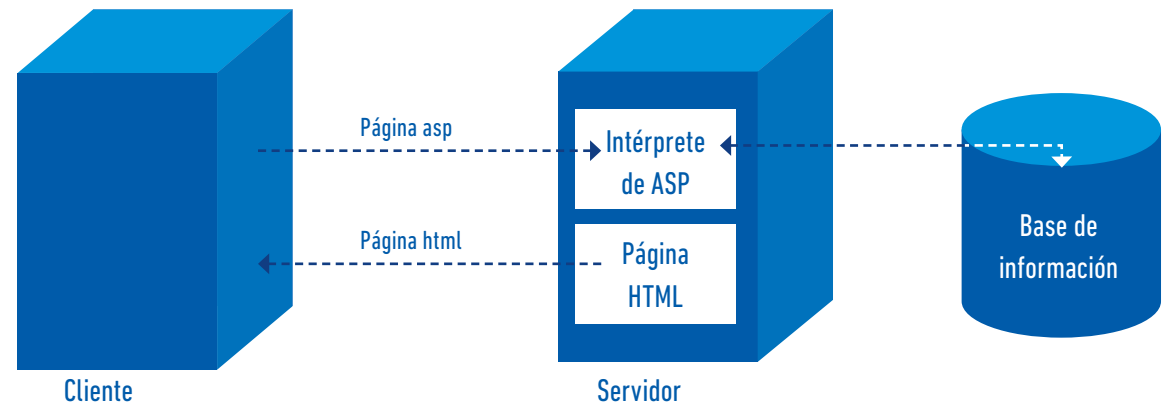 Página asp
Intérprete
de ASP
Página html
Página
HTML
Base de
información
Cliente
Servidor